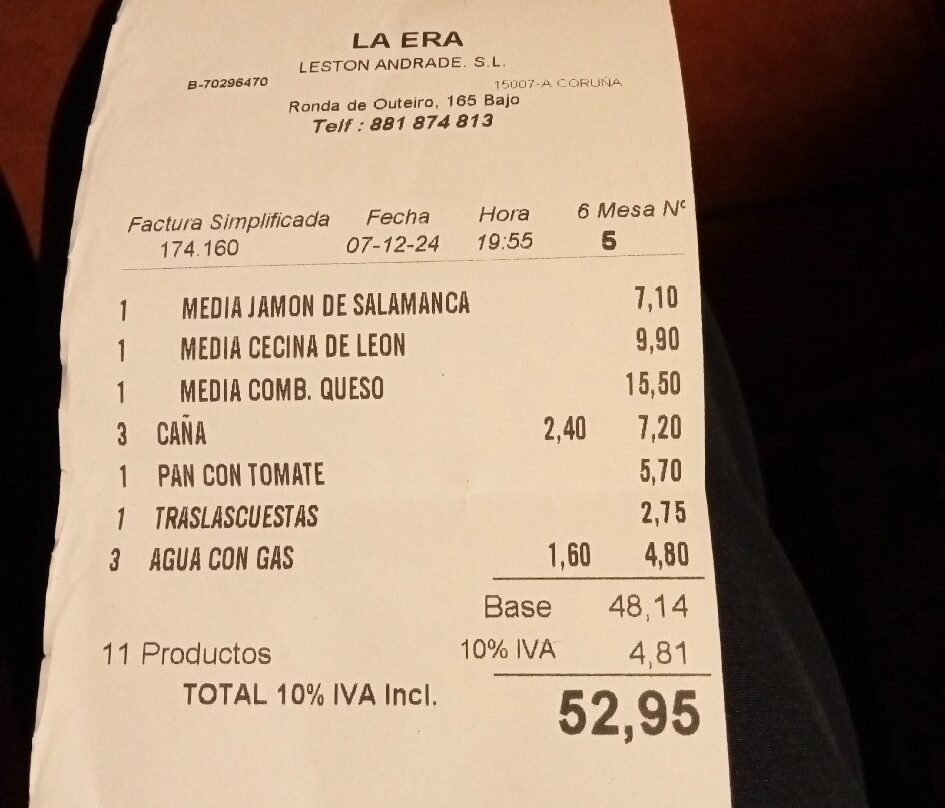 LA ERA
LESTON ANDRADE. S.L.
B-70296470 15007-A CORUÑA
Ronda de Outeiro, 165 Bajo
Telf : 881 874 813
Factura Simplificada Fecha Hora 6 Mesa Nº
174.160 07-12-24 19:55 5
1 MEDIA JAMON DE SALAMANCA 7,10
1 MEDIA CECINA DE LEON 9,90
1 MEDIA COMB. QUESO 15,50
3 CAÑA 2,40 7,20
1 PAN CON TOMATE 5,70
1 TRASLASCUESTAS 2,75
3 AGUA CON GAS 1,60 4,80
Base 48,14
11 Productos 10% IVA 4,81
TOTAL 10% IVA Incl. 52,95